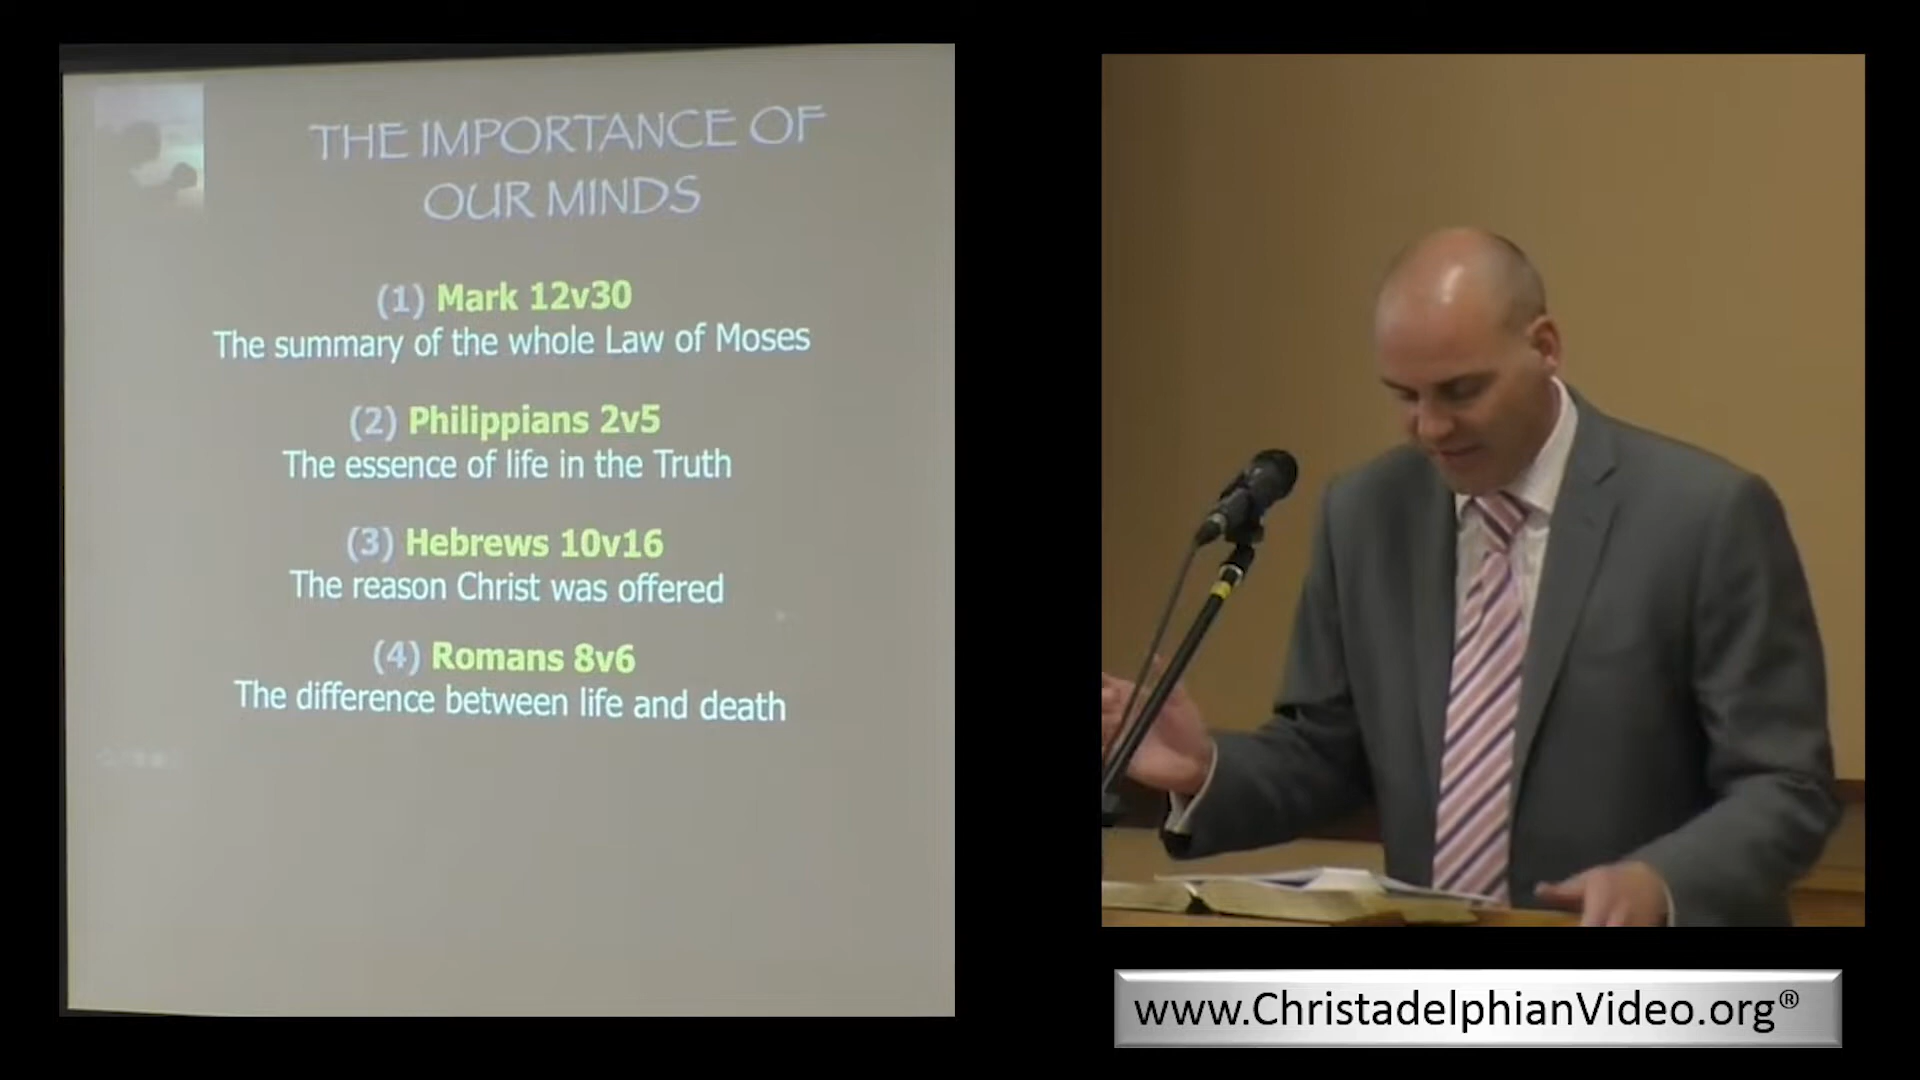 THE IMPORTANCE OF
OUR MINDS
(1) Mark 12v30
The summary of the whole Law of Moses
(2) Philippians 2v5
The essence of life in the Truth
(3) Hebrews 10v16
The reason Christ was offered
(4) Romans 8v6
The difference between life and death
www.ChristadelphianVideo.org®